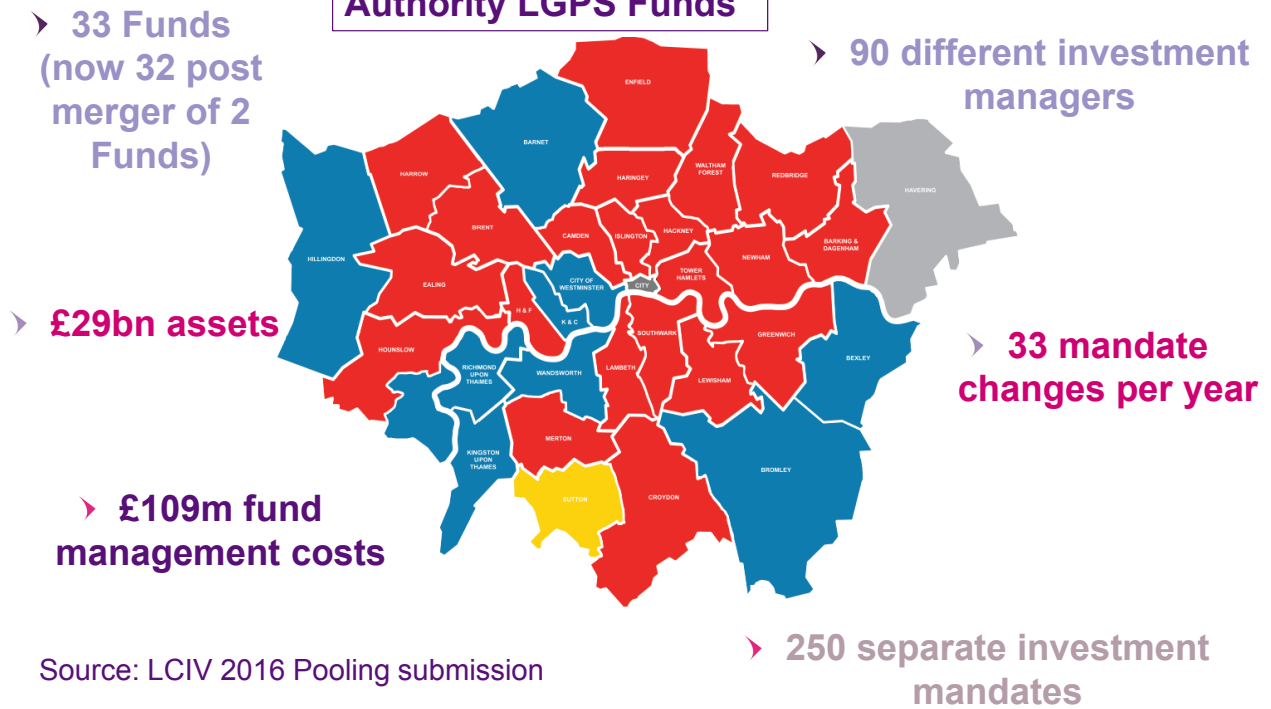 Authority LGPS Funds
33 Funds
(now 32 post
merger of 2
Funds)
90 different investment
managers
£29bn assets
33 mandate
changes per year
£109m fund
management costs
250 separate investment
mandates
Source: LCIV 2016 Pooling submission
ENFIELD
BARNET
HARROW
HARINGEY
WALTHAM
FOREST
REDBRIDGE
HAVERING
BRENT
CAMDEN
ISLINGTON
HACKNEY
BARKING &
DAGENHAM
HILLINGDON
EALING
CITY OF
WESTMINSTER
CITY
TOWER
HAMLETS
NEWHAM
H & F
K & C
HOUNSLOW
SOUTHWARK
GREENWICH
RICHMOND
UPON
THAMES
WANDSWORTH
LAMBETH
LEWISHAM
BEXLEY
MERTON
KINGSTON
UPON
THAMES
SUTTON
CROYDON
BROMLEY